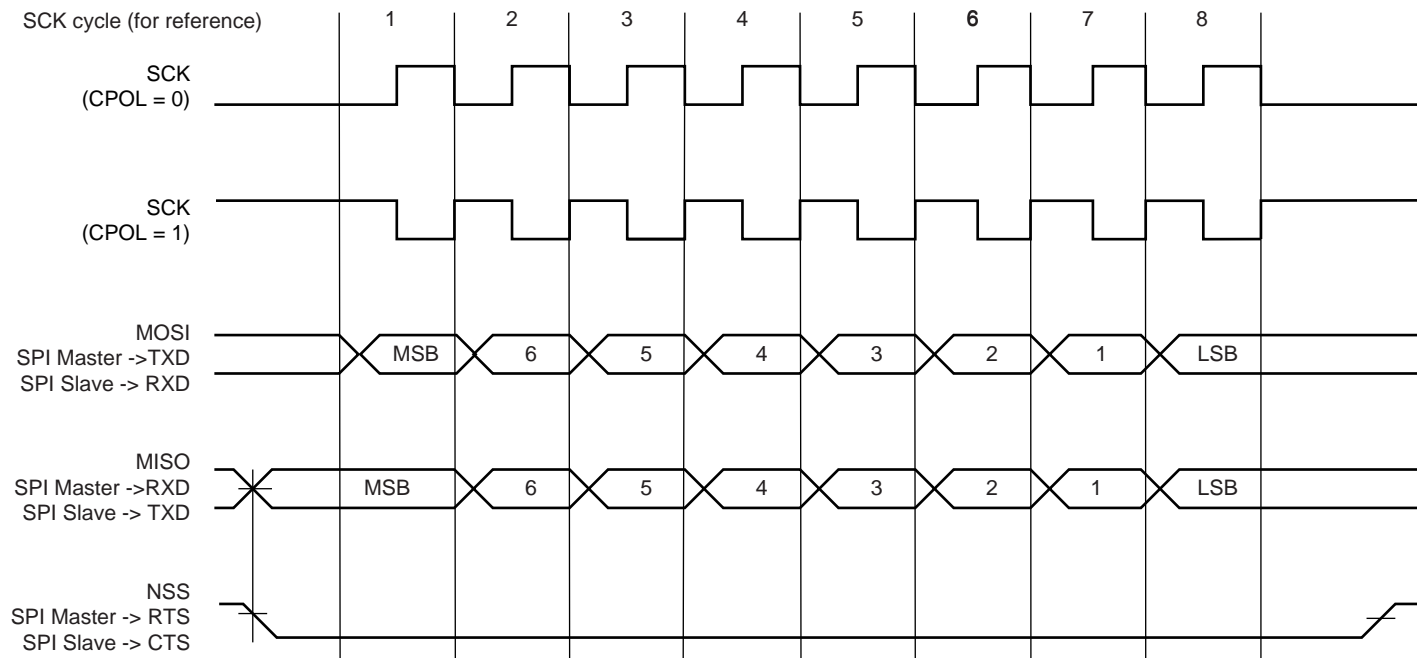 SCK cycle (for reference) 1 2 3 4 5 6 7 8
SCK
(CPOL = 0)
SCK
(CPOL = 1)
MOSI
SPI Master ->TXD
SPI Slave -> RXD
MSB 6 5 4 3 2 1 LSB
MISO
SPI Master ->RXD
SPI Slave -> TXD
MSB 6 5 4 3 2 1 LSB
NSS
SPI Master -> RTS
SPI Slave -> CTS